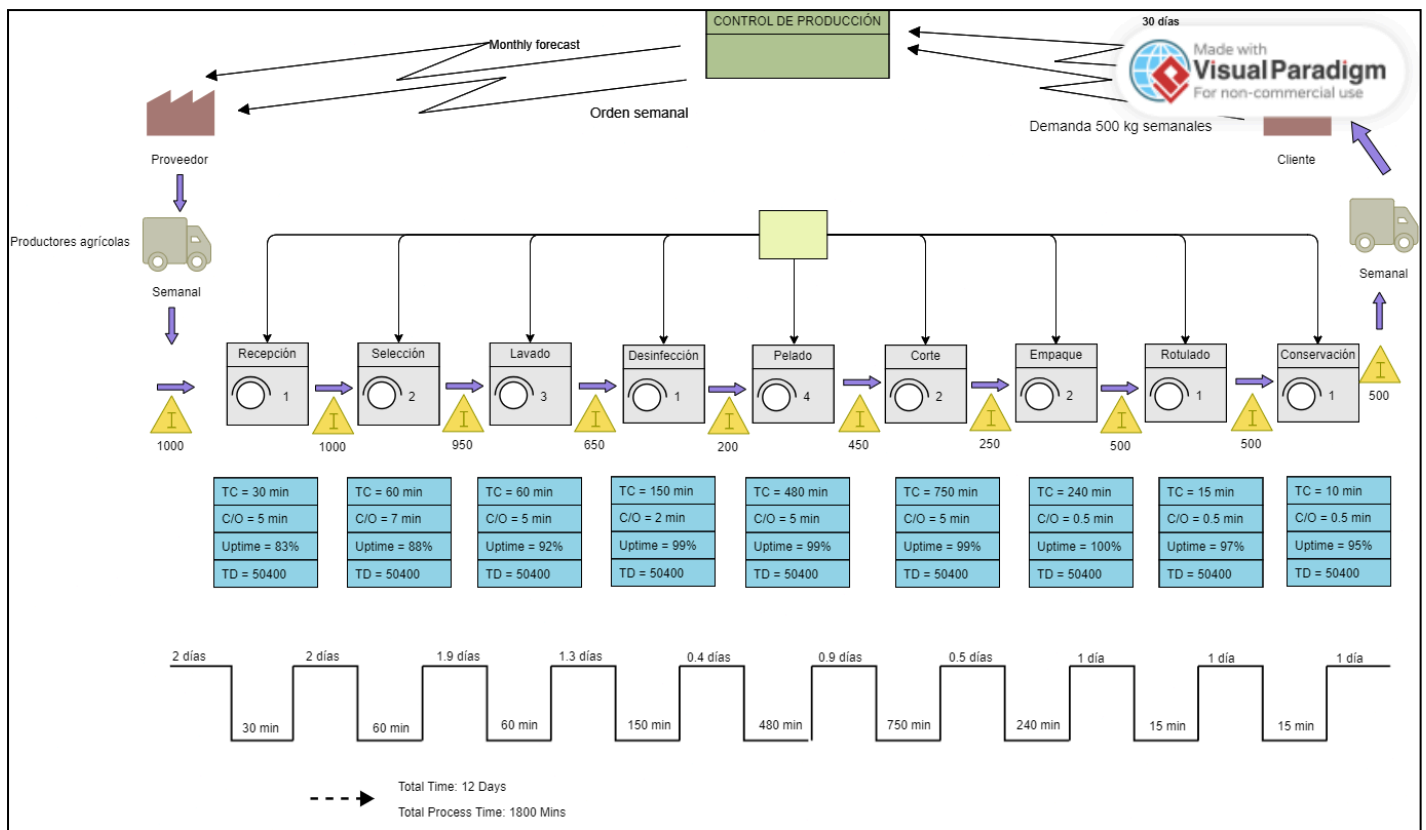 CONTROL DE PRODUCCIÓN
30 días
Monthly forecast
Made with
Visual Paradigm
For non-commercial use
Orden semanal
Demanda 500 kg semanales
Proveedor
Cliente
Productores agrícolas
Semanal
Semanal
Recepción
Selección
Lavado
Desinfección
Pelado
Corte
Empaque
Rotulado
Conservación
1
2
3
1
4
2
2
1
1
I
500
I
I
I
I
I
I
I
I
I
1000
1000
950
650
200
450
250
500
500
TC = 30 min
C/O = 5 min
Uptime = 83%
TD = 50400
TC = 60 min
C/O = 7 min
Uptime = 88%
TD = 50400
TC = 60 min
C/O = 5 min
Uptime = 92%
TD = 50400
TC = 150 min
C/O = 2 min
Uptime = 99%
TD = 50400
TC = 480 min
C/O = 5 min
Uptime = 99%
TD = 50400
TC = 750 min
C/O = 5 min
Uptime = 99%
TD = 50400
TC = 240 min
C/O = 0.5 min
Uptime = 100%
TD = 50400
TC = 15 min
C/O = 0.5 min
Uptime = 97%
TD = 50400
TC = 10 min
C/O = 0.5 min
Uptime = 95%
TD = 50400
2 días
2 días
1.9 días
1.3 días
0.4 días
0.9 días
0.5 días
1 día
1 día
1 día
30 min
60 min
60 min
150 min
480 min
750 min
240 min
15 min
15 min
Total Time: 12 Days
Total Process Time: 1800 Mins